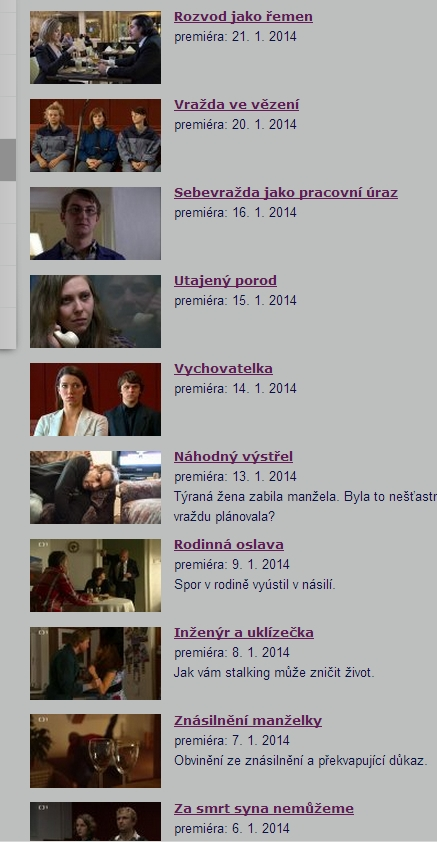 Rozvod jako řemen
premiéra: 21. 1. 2014
Vražda ve vězení
premiéra: 20. 1. 2014
Sebevražda jako pracovní úraz
premiéra: 16. 1. 2014
Utajený porod
premiéra: 15. 1. 2014
Vychovatelka
premiéra: 14. 1. 2014
Náhodný výstřel
premiéra: 13. 1. 2014
Týraná žena zabila manžela. Byla to
vraždu plánovala?
Rodinná oslava
premiéra: 9. 1. 2014
Spor v rodině vyústil v násilí.
Inženýr a uklízečka
premiéra: 8. 1. 2014
Jak vám stalking může zničit život.
Znásilnění manželky
premiéra: 7. 1. 2014
Obvinění ze znásilnění a překvapující důkaz.
Za smrt syna nemůžeme
premiéra: 6. 1. 2014